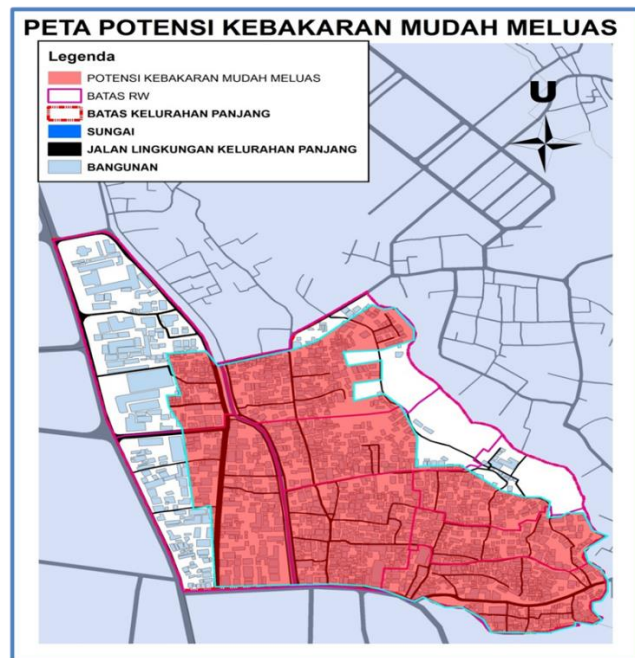 PETA POTENSI KEBAKARAN MUDAH MELUAS
Legenda
POTENSI KEBAKARAN MUDAH MELUAS
BATAS RW
BATAS KELURAHAN PANJANG
SUNGAI
JALAN LINGKUNGAN KELURAHAN PANJANG
BANGUNAN
U